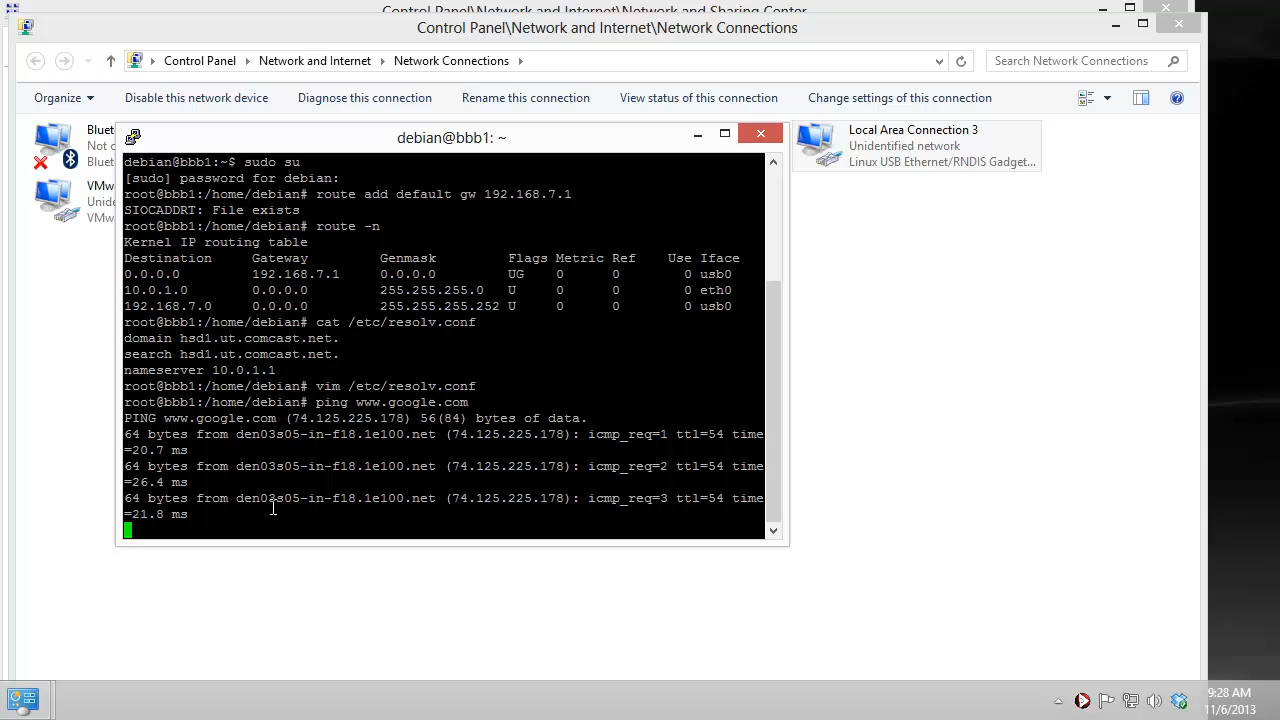 Control Panel\Network and Internet\Network and Sharing Center
Control Panel\Network and Internet\Network Connections
Control Panel
Network and Internet
Network Connections
Search Network Connections
Organize
Disable this network device
Diagnose this connection
Rename this connection
View status of this connection
Change settings of this connection
Bluet
Not c
Bluet
VMw
Unide
VMw
Local Area Connection 3
Unidentified network
Linux USB Ethernet/RNDIS Gadget...
debian@bbb1: ~
debian@bbb1:~$ sudo su
[sudo] password for debian:
root@bbb1:/home/debian# route add default gw 192.168.7.1
SIOCADDRT: File exists
root@bbb1:/home/debian# route -n
Kernel IP routing table
Destination Gateway Genmask Flags Metric Ref Use Iface
0.0.0.0 192.168.7.1 0.0.0.0 UG 0 0 0 usb0
10.0.1.0 0.0.0.0 255.255.255.0 U 0 0 0 eth0
192.168.7.0 0.0.0.0 255.255.255.252 U 0 0 0 usb0
root@bbb1:/home/debian# cat /etc/resolv.conf
domain hsd1.ut.comcast.net.
search hsd1.ut.comcast.net.
nameserver 10.0.1.1
root@bbb1:/home/debian# vim /etc/resolv.conf
root@bbb1:/home/debian# ping www.google.com
PING www.google.com (74.125.225.178) 56(84) bytes of data.
64 bytes from den03s05-in-f18.1e100.net (74.125.225.178): icmp_req=1 ttl=54 time
=20.7 ms
64 bytes from den03s05-in-f18.1e100.net (74.125.225.178): icmp_req=2 ttl=54 time
=26.4 ms
64 bytes from den03s05-in-f18.1e100.net (74.125.225.178): icmp_req=3 ttl=54 time
=21.8 ms
9:28 AM
11/6/2013